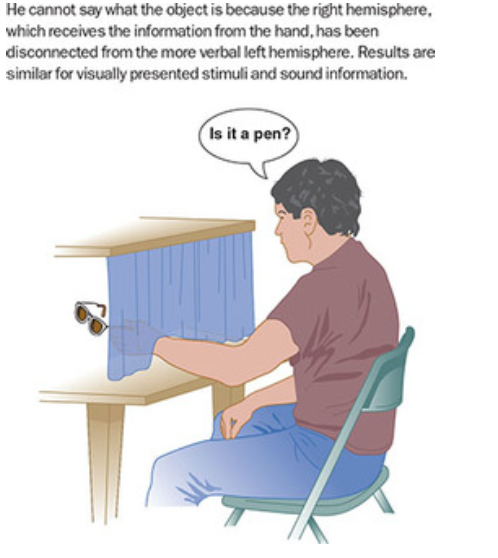 He cannot say what the object is because the right hemisphere,
which receives the information from the hand, has been
disconnected from the more verbal left hemisphere. Results are
similar for visually presented stimuli and sound information.
Is it a pen?